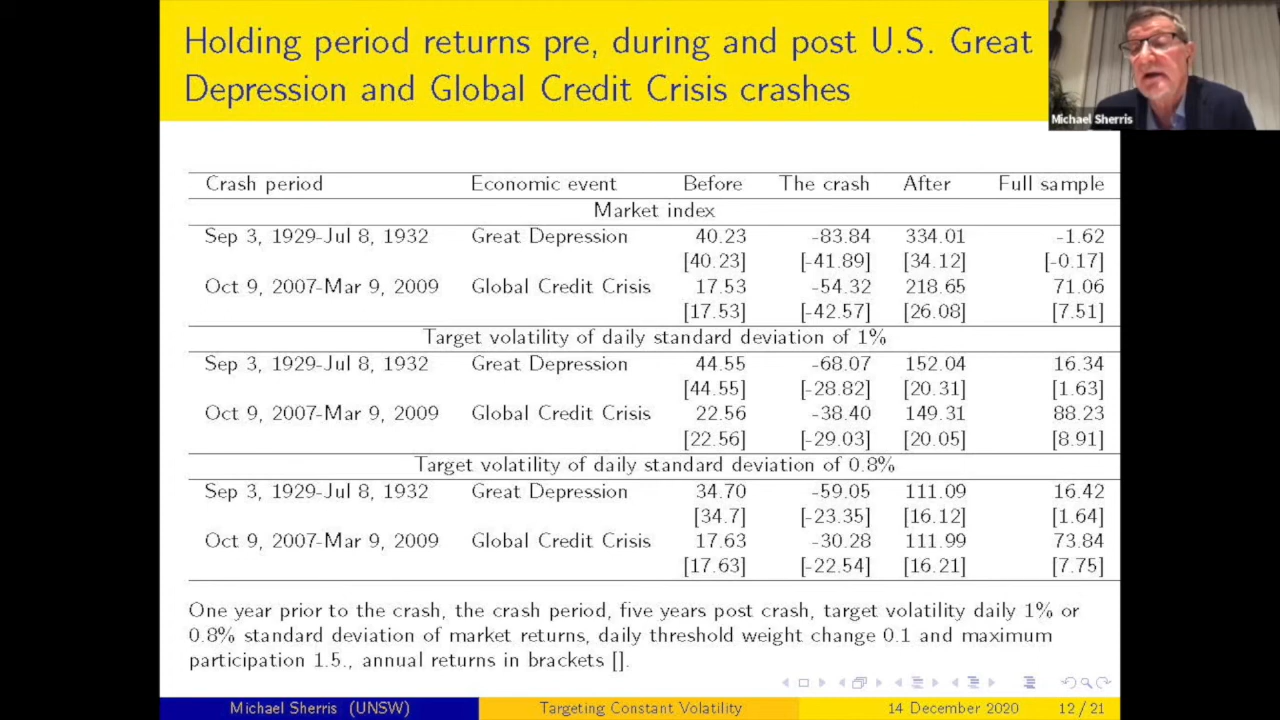 Holding period returns pre, during and post U.S. Great
Depression and Global Credit Crisis crashes
Michael Sherris
Crash period Economic event Before The crash After Full sample
Market index
Sep 3, 1929-Jul 8, 1932 Great Depression 40.23 -83.84 334.01 -1.62
[40.23] [-41.89] [34.12] [-0.17]
Oct 9, 2007-Mar 9, 2009 Global Credit Crisis 17.53 -54.32 218.65 71.06
[17.53] [-42.57] [26.08] [7.51]
Target volatility of daily standard deviation of 1%
Sep 3, 1929-Jul 8, 1932 Great Depression 44.55 -68.07 152.04 16.34
[44.55] [-28.82] [20.31] [1.63]
Oct 9, 2007-Mar 9, 2009 Global Credit Crisis 22.56 -38.40 149.31 88.23
[22.56] [-29.03] [20.05] [8.91]
Target volatility of daily standard deviation of 0.8%
Sep 3, 1929-Jul 8, 1932 Great Depression 34.70 -59.05 111.09 16.42
[34.7] [-23.35] [16.12] [1.64]
Oct 9, 2007-Mar 9, 2009 Global Credit Crisis 17.63 -30.28 111.99 73.84
[17.63] [-22.54] [16.21] [7.75]
One year prior to the crash, the crash period, five years post crash, target volatility daily 1% or
0.8% standard deviation of market returns, daily threshold weight change 0.1 and maximum
participation 1.5., annual returns in brackets [].
Michael Sherris (UNSW) Targeting Constant Volatility 14 December 2020 12 / 21